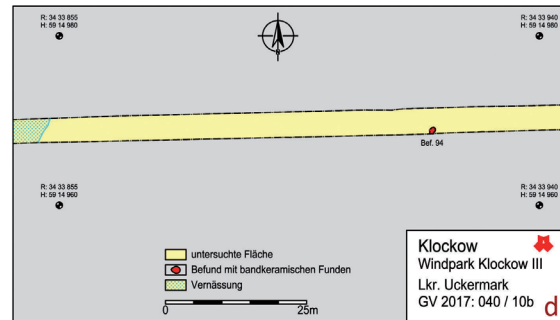 R: 34 33 855
H: 59 14 980
R: 34 33 940
H: 59 14 980
N
Bef. 94
R: 34 33 855
H: 59 14 960
R: 34 33 940
H: 59 14 960
untersuchte Fläche
Befund mit bandkeramischen Funden
Vernässung
0 25m
Klockow
Windpark Klockow III
Lkr. Uckermark
GV 2017: 040 / 10b
d